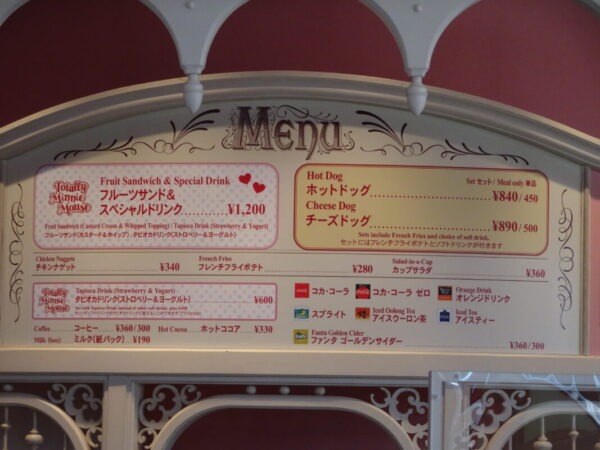 Menu
Totally
Minnie
Mouse
Fruit Sandwich & Special Drink
フルーツサンド&
スペシャルドリンク............¥1,200
Fruit Sandwich (Custard Cream & Whipped Topping) / Tapioca Drink (Strawberry & Yogurt)
フルーツサンド(カスタード&ホイップ)、タピオカドリンク(ストロベリー&ヨーグルト)
Hot Dog
Set セット / Meal only 単品
ホットドッグ............¥840/450
Cheese Dog
チーズドッグ............¥890/500
Sets include French Fries and choice of soft drink.
セットにはフレンチフライポテトとソフトドリンクが付きます
Chicken Nuggets
チキンナゲット ¥340
French Fries
フレンチフライポテト ¥280
Salad-in-a-Cup
カップサラダ ¥360
Totally
Minnie
Mouse
Tapioca Drink (Strawberry & Yogurt)
タピオカドリンク(ストロベリー&ヨーグルト) ¥600
Coffee コーヒー ¥360/300 Hot Cocoa ホットココア ¥330
Milk (box) ミルク(紙パック) ¥190
コカ・コーラ
コカ・コーラ ゼロ
Orange Drink
オレンジドリンク
スプライト
Iced Oolong Tea
アイスウーロン茶
Iced Tea
アイスティー
Fanta Golden Cider
ファンタ ゴールデンサイダー
¥360/300